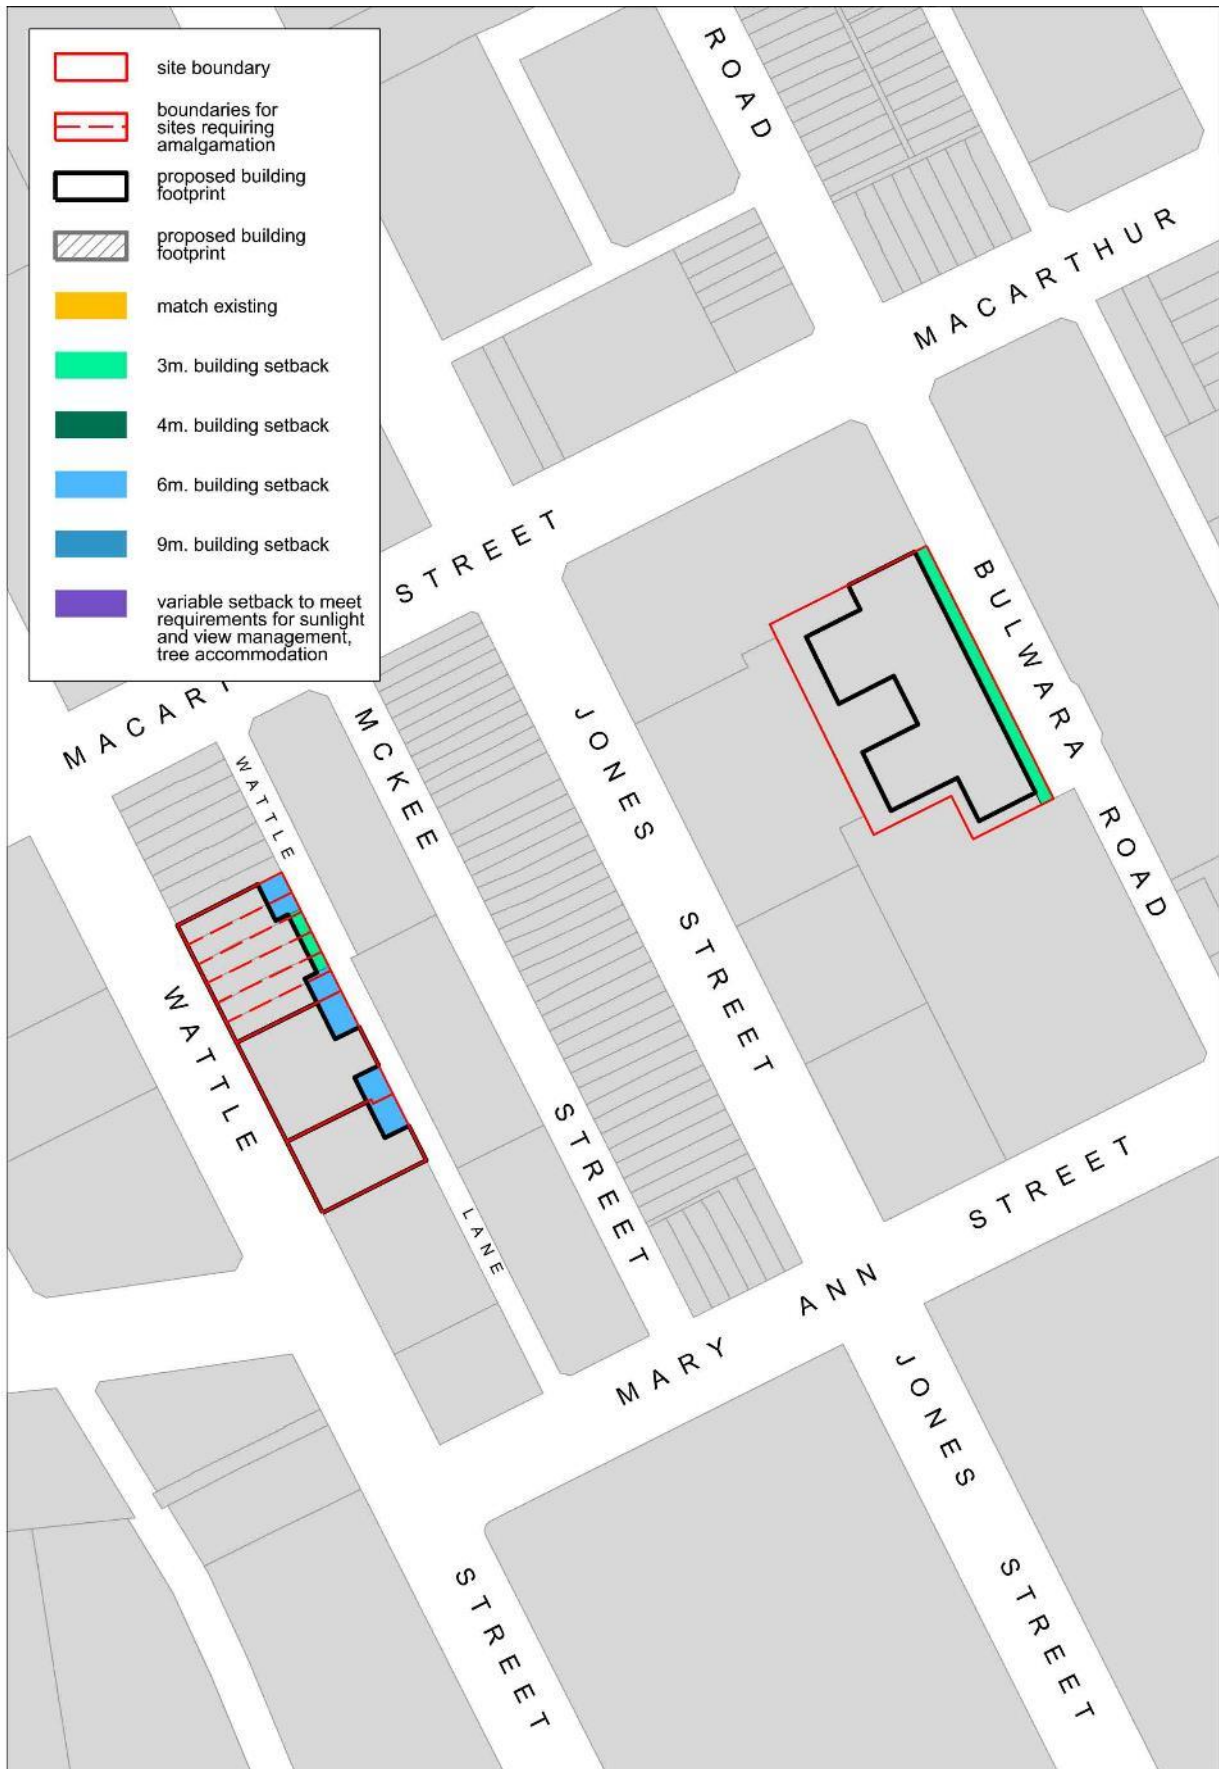 site boundary
boundaries for
sites requiring
amalgamation
proposed building
footprint
proposed building
footprint
match existing
3m. building setback
4m. building setback
6m. building setback
9m. building setback
variable setback to meet
requirements for sunlight
and view management,
tree accommodation
ROAD
MACARTHUR
STREET
MACART
BULWARA
ROAD
JONES
STREET
MCKEE
STREET
WATTLE
LANE
WATTLE
STREET
MARY ANN STREET
JONES
STREET